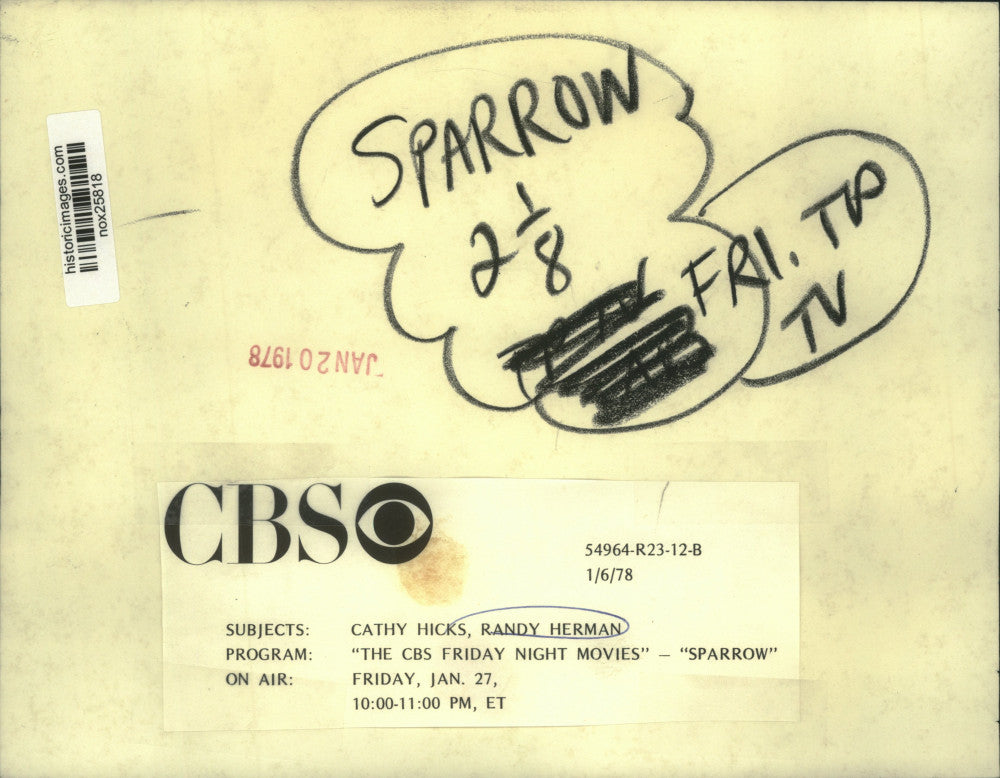 SPARROW
2 1/8
FRI. TVO
TV
historicimages.com
nox25818
JAN 20 1978
CBS
54964-R23-12-B
1/6/78
SUBJECTS: CATHY HICKS, RANDY HERMAN
PROGRAM: “THE CBS FRIDAY NIGHT MOVIES” — “SPARROW”
ON AIR: FRIDAY, JAN. 27,
10:00-11:00 PM, ET